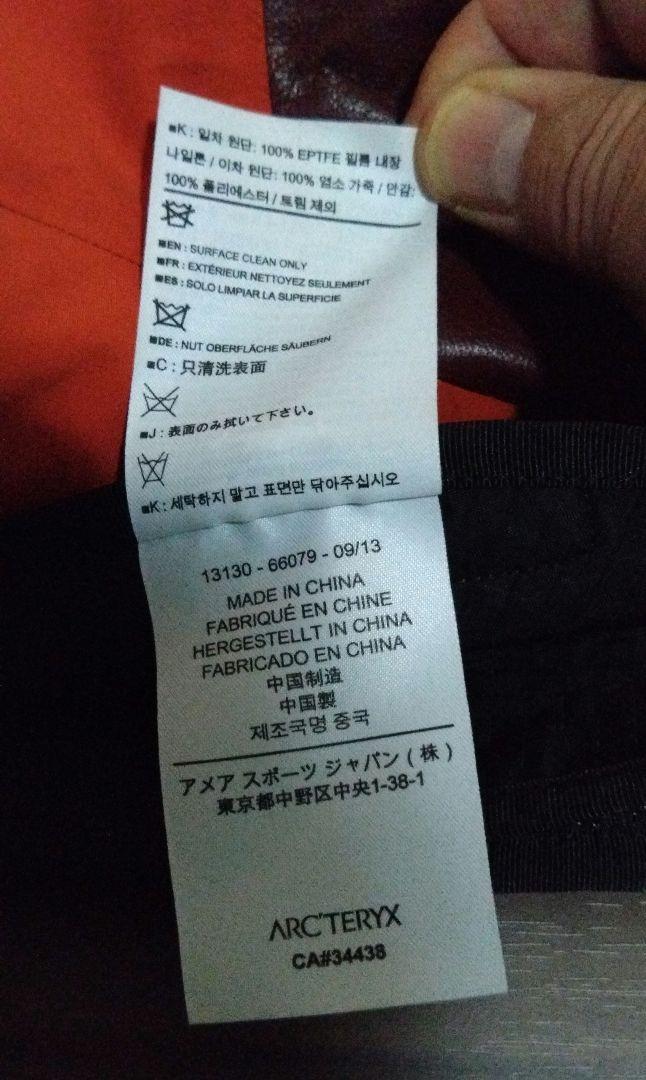 ■K : 일차 원단: 100% EPTFE 필름 내장
나일론 / 이차 원단: 100% 염소 가죽 / 안감:
100% 폴리에스터 / 트림 제외
■EN : SURFACE CLEAN ONLY
■FR : EXTÉRIEUR NETTOYEZ SEULEMENT
■ES : SOLO LIMPIAR LA SUPERFICIE
■DE : NUT OBERFLÄCHE SÄUBERN
■C : 只清洗表面
■J : 表面のみ拭いて下さい。
■K : 세탁하지 말고 표면만 닦아주십시오
13130 - 66079 - 09/13
MADE IN CHINA
FABRIQUÉ EN CHINE
HERGESTELLT IN CHINA
FABRICADO EN CHINA
中国制造
中国製
제조국명 중국
アメア スポーツ ジャパン ( 株 )
東京都中野区中央1-38-1
ARC'TERYX
CA#34438